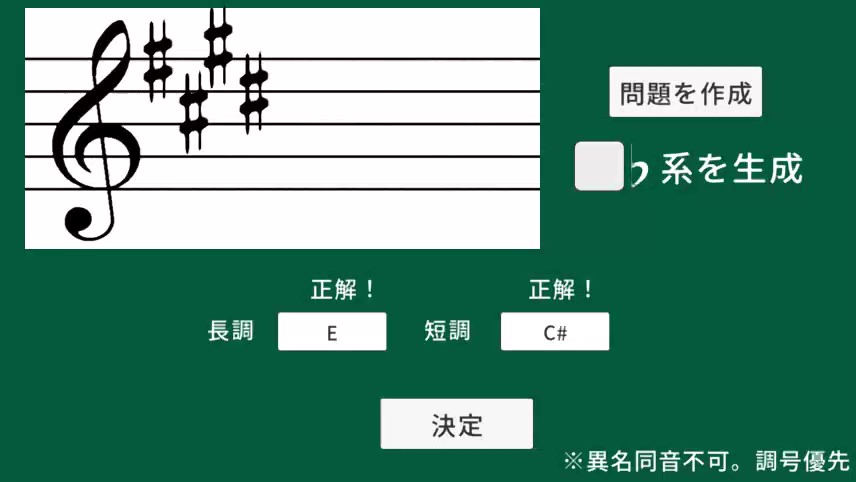 問題を作成
♭系を生成
正解！ 正解！
長調 E 短調 C#
決定
※異名同音不可。調号優先